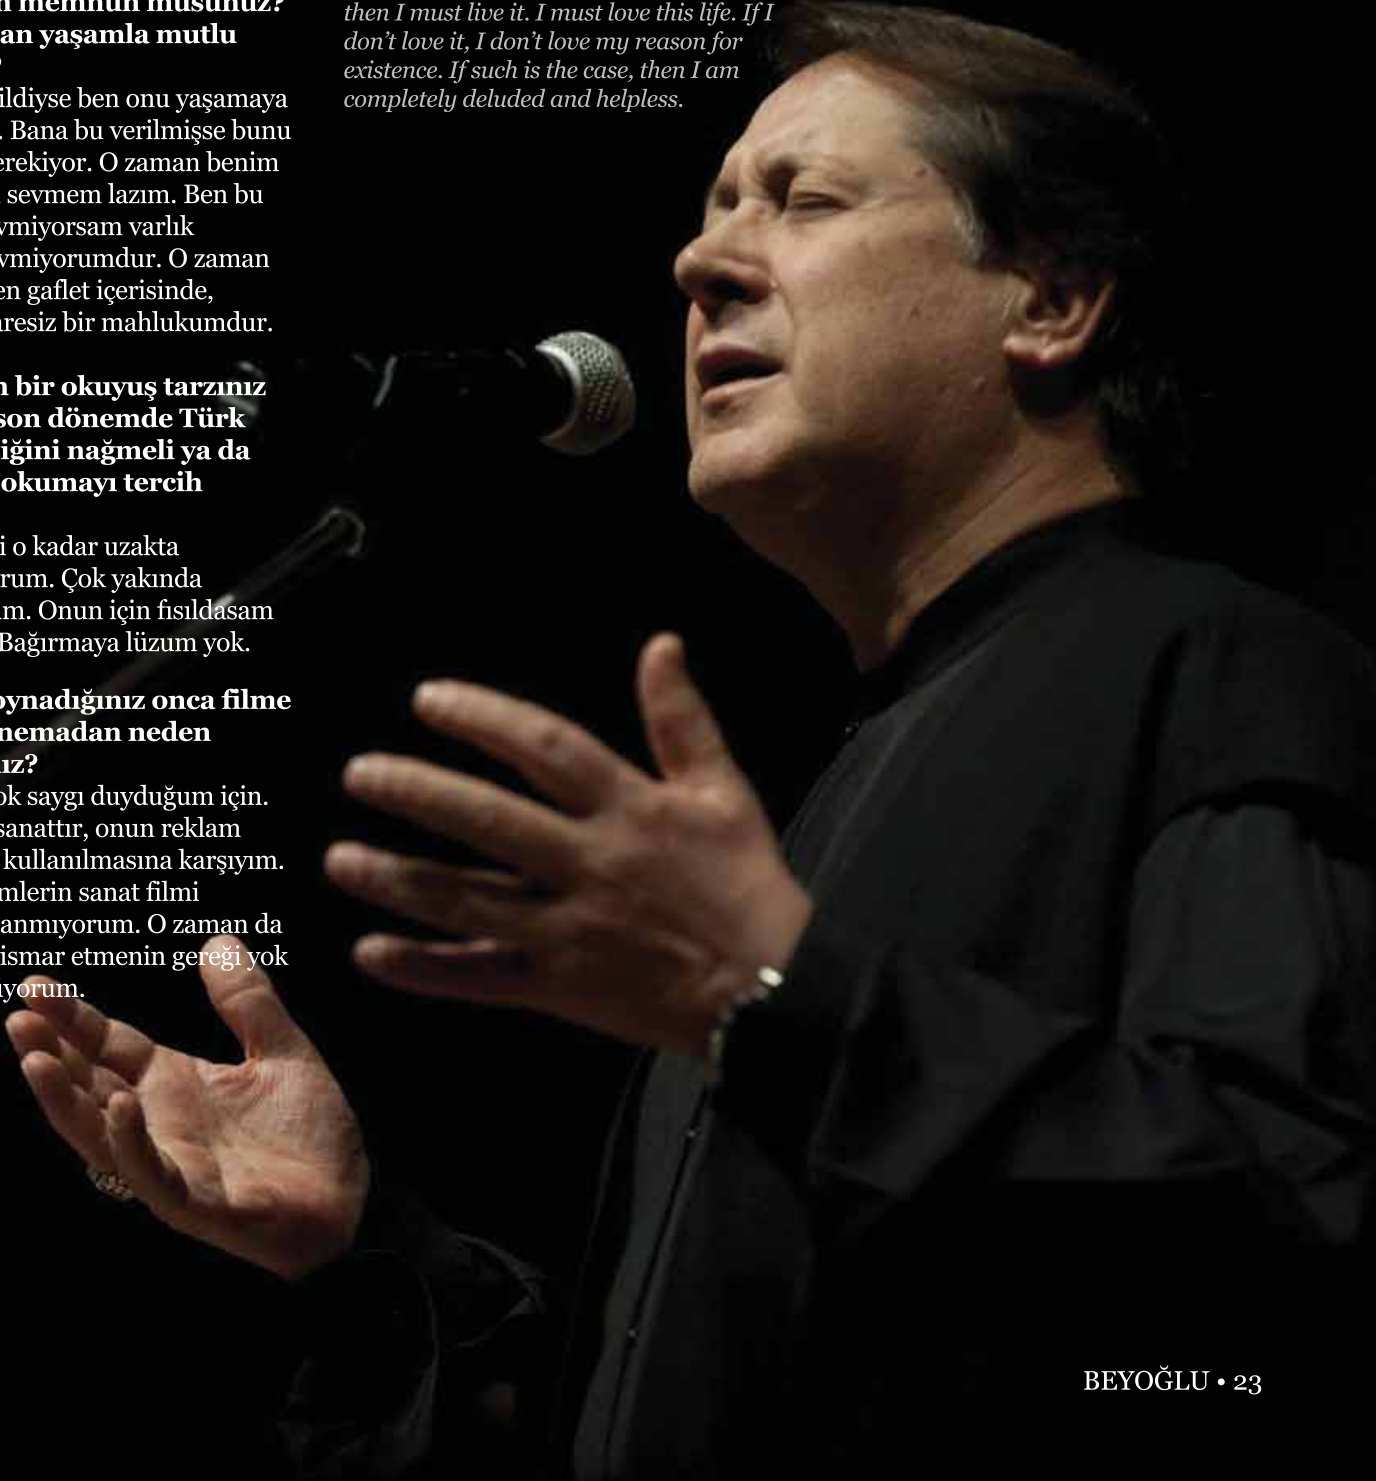 n memnun musunuz?
an yaşamla mutlu
ildiyse ben onu yaşamaya
. Bana bu verilmişse bunu
erekiyor. O zaman benim
sevmem lazım. Ben bu
vmiyorsam varlık
vmiyorumdur. O zaman
en gaflet içerisinde,
aresiz bir mahlukumdur.
n bir okuyuş tarzınız
son dönemde Türk
iğini nağmeli ya da
okumayı tercih
i o kadar uzakta
rum. Çok yakında
m. Onun için fısıldasam
Bağırmaya lüzum yok.
oynadığınız onca filme
nemadan neden
ız?
ok saygı duyduğum için.
sanattır, onun reklam
kullanılmasına karşıyım.
mlerin sanat filmi
anmıyorum. O zaman da
ismar etmenin gereği yok
ıyorum.
then I must live it. I must love this life. If I
don’t love it, I don’t love my reason for
existence. If such is the case, then I am
completely deluded and helpless.
BEYOĞLU • 23